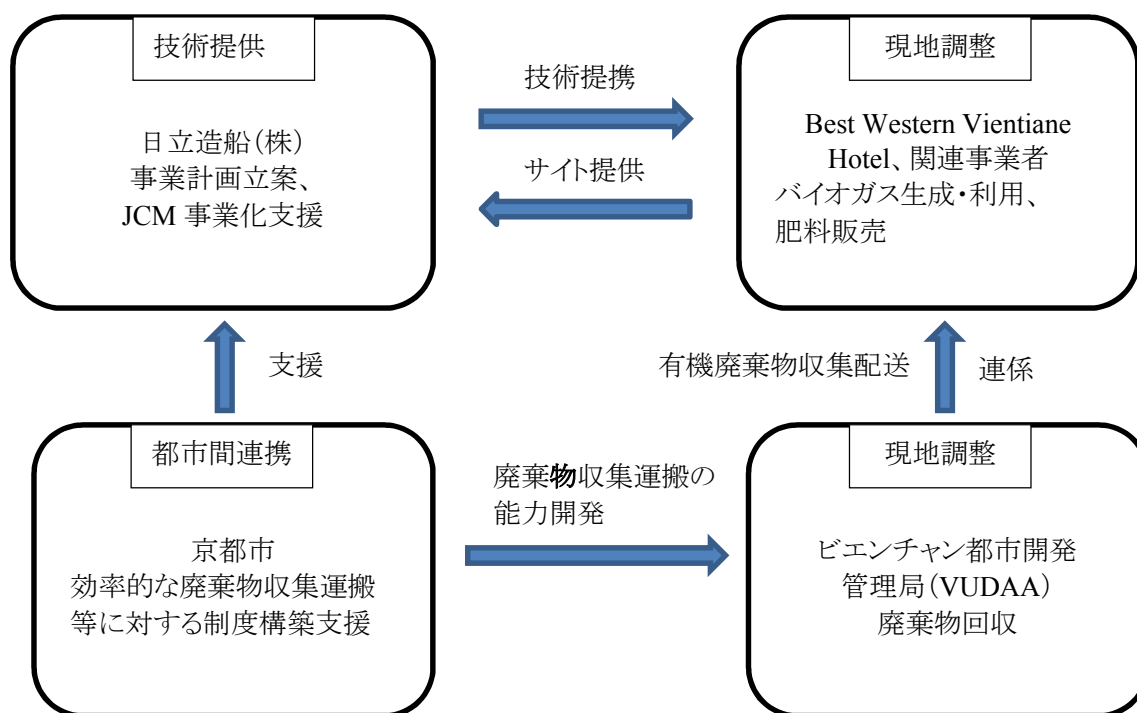 技術提供
日立造船(株)
事業計画立案、
JCM 事業化支援
技術提携
サイト提供
現地調整
Best Western Vientiane
Hotel、関連事業者
バイオガス生成・利用、
肥料販売
支援
有機廃棄物収集配送
連係
都市間連携
京都市
効率的な廃棄物収集運搬
等に対する制度構築支援
廃棄物収集運搬の
能力開発
現地調整
ビエンチャン都市開発
管理局(VUDAA)
廃棄物回収